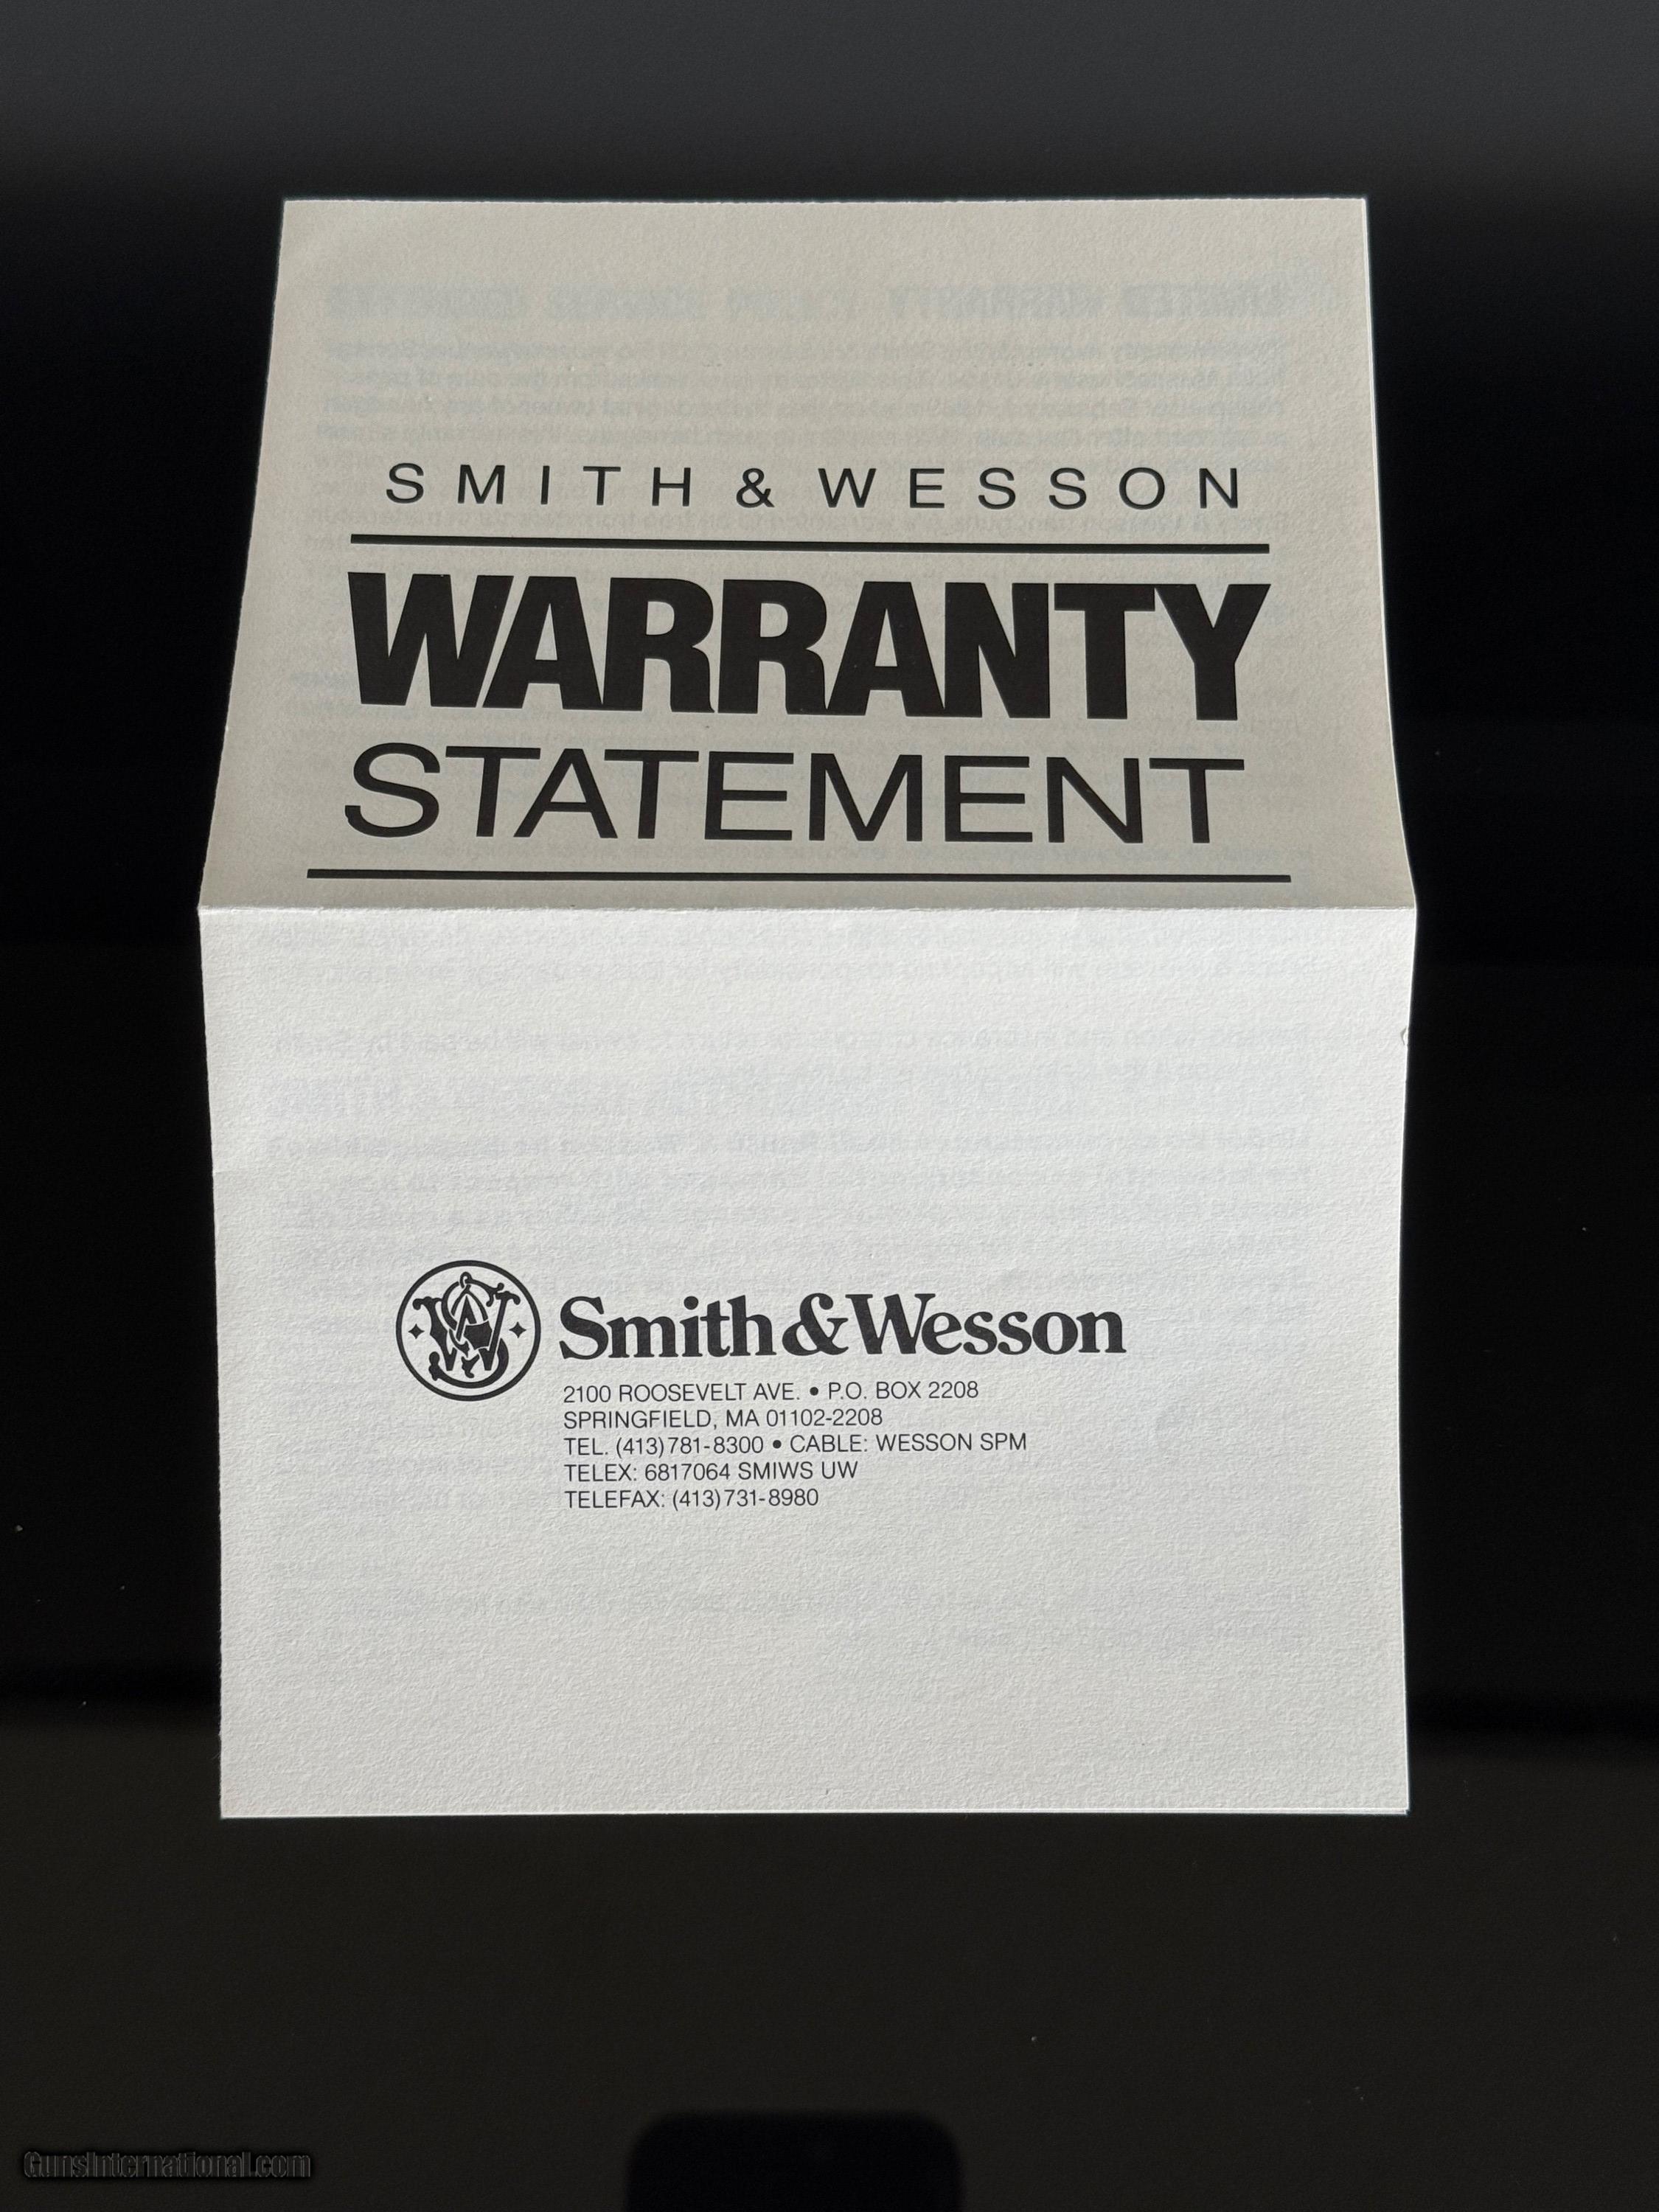 SMITH & WESSON
WARRANTY
STATEMENT
Smith & Wesson
2100 ROOSEVELT AVE. • P.O. BOX 2208
SPRINGFIELD, MA 01102-2208
TEL. (413) 781-8300 • CABLE: WESSON SPM
TELEX: 6817064 SMIWS UW
TELEFAX: (413) 731-8980
GunsInternational.com